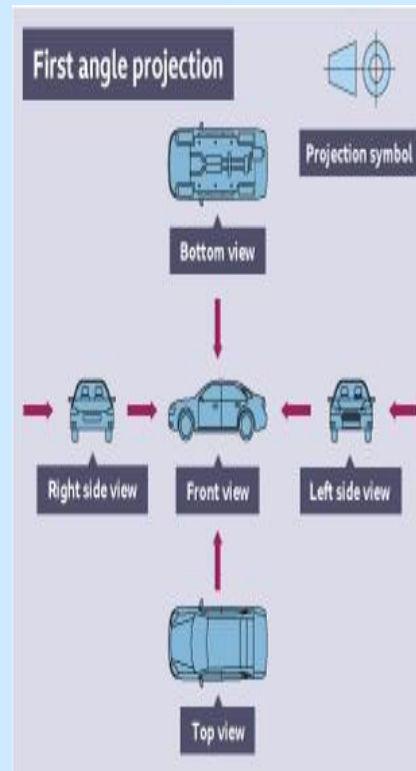 First angle projection
Projection symbol
Bottom view
Right side view
Front view
Left side view
Top view